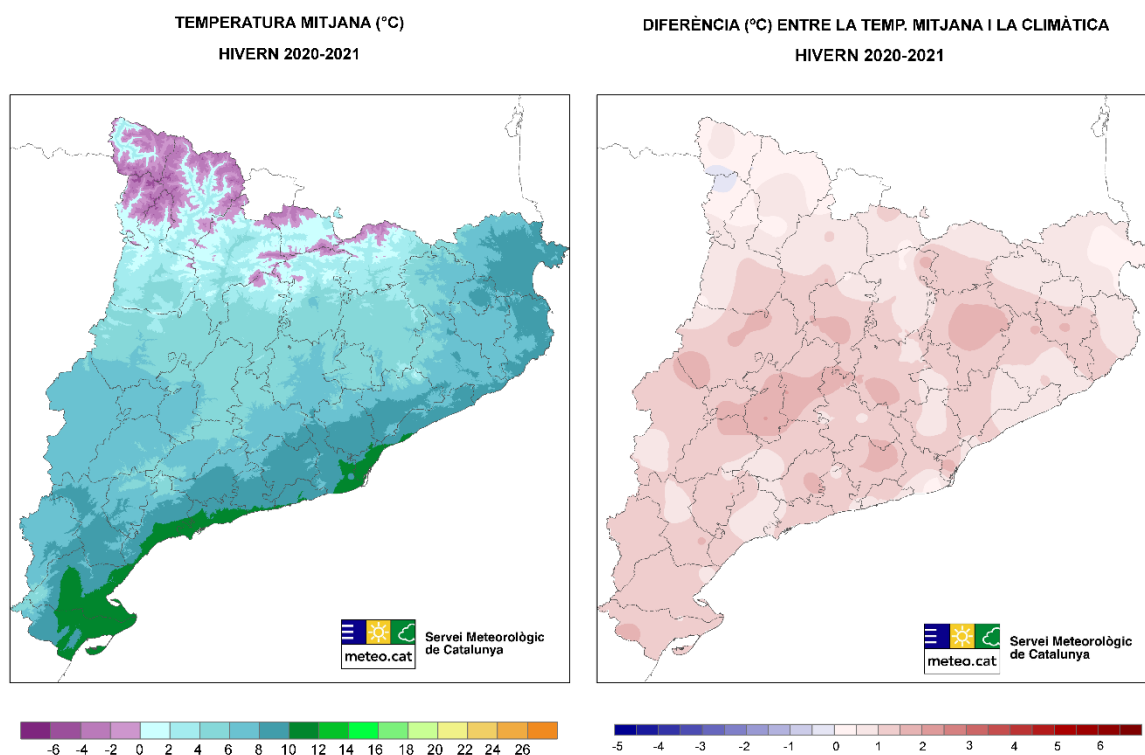 TEMPERATURA MITJANA (°C)
HIVERN 2020-2021
DIFERÈNCIA (ºC) ENTRE LA TEMP. MITJANA I LA CLIMÀTICA
HIVERN 2020-2021
meteo.cat
Servei Meteorològic
de Catalunya
meteo.cat
Servei Meteorològic
de Catalunya
-6 -4 -2 0 2 4 6 8 10 12 14 16 18 20 22 24 26
-5 -4 -3 -2 -1 0 1 2 3 4 5 6